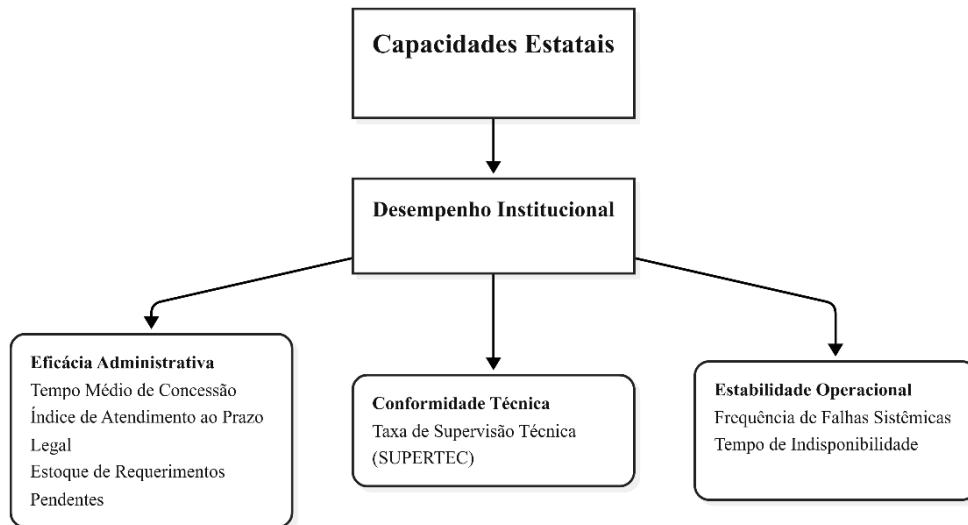 Capacidades Estatais
Desempenho Institucional
Eficácia Administrativa
Tempo Médio de Concessão
Índice de Atendimento ao Prazo
Legal
Estoque de Requerimentos
Pendentes
Conformidade Técnica
Taxa de Supervisão Técnica
(SUPERTEC)
Estabilidade Operacional
Frequência de Falhas Sistêmicas
Tempo de Indisponibilidade